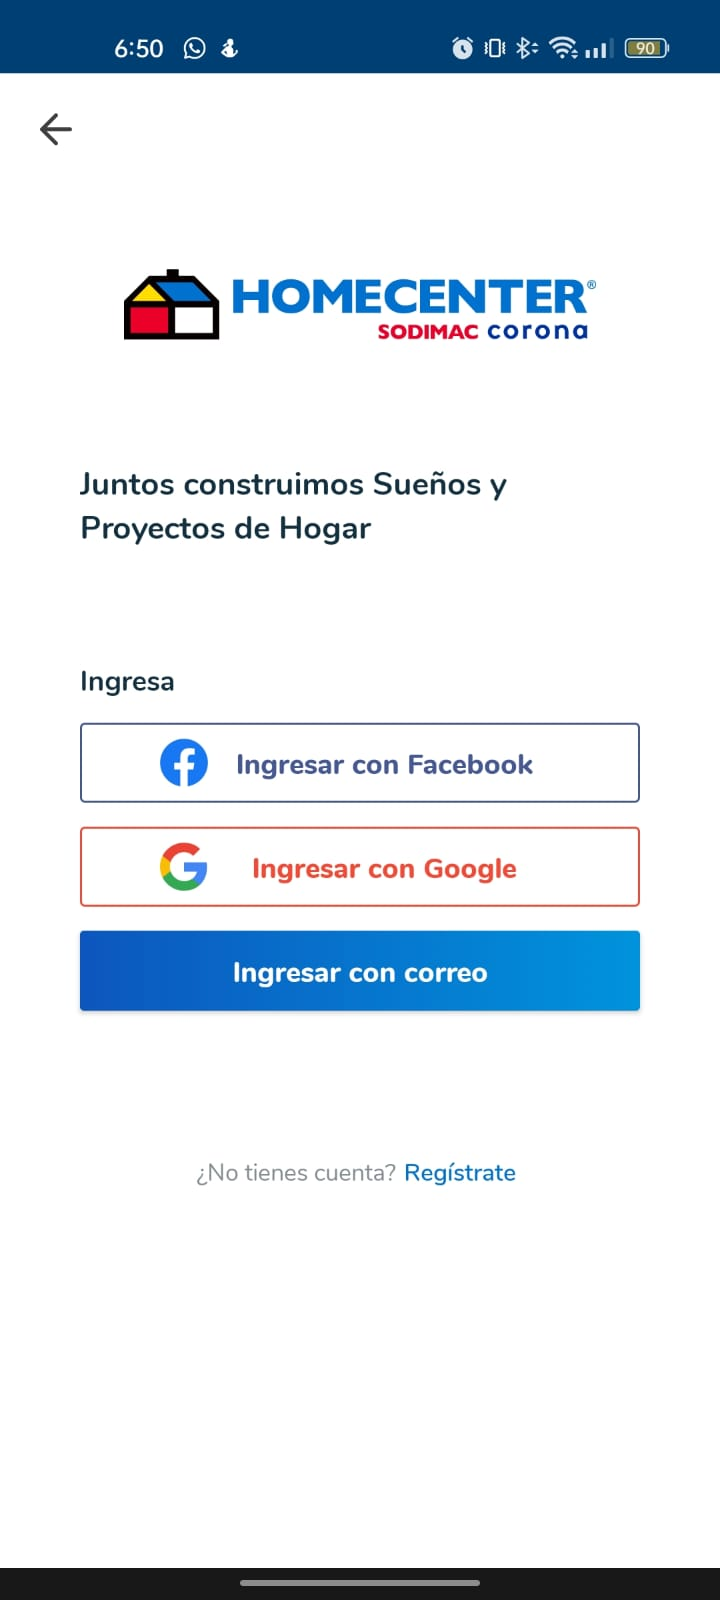 6:50
90
HOMECENTER®
SODIMAC corona
Juntos construimos Sueños y
Proyectos de Hogar
Ingresa
Ingresar con Facebook
Ingresar con Google
Ingresar con correo
¿No tienes cuenta? Regístrate